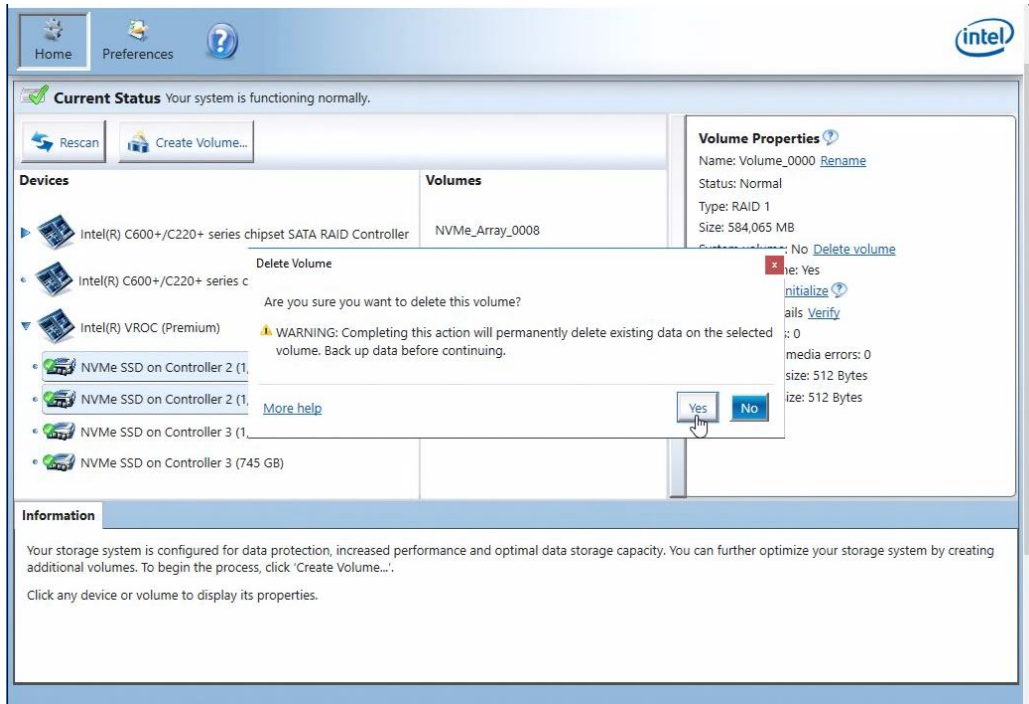 Home
Preferences
?
intel
Current Status Your system is functioning normally.
Rescan
Create Volume...
Devices
Volumes
Intel(R) C600+/C220+ series chipset SATA RAID Controller
NVMe_Array_0008
Intel(R) C600+/C220+ series c
Intel(R) VROC (Premium)
NVMe SSD on Controller 2 (1,
NVMe SSD on Controller 2 (1,
NVMe SSD on Controller 3 (1,
NVMe SSD on Controller 3 (745 GB)
Delete Volume
x
Are you sure you want to delete this volume?
WARNING: Completing this action will permanently delete existing data on the selected
volume. Back up data before continuing.
More help
Yes
No
Volume Properties ?
Name: Volume_0000 Rename
Status: Normal
Type: RAID 1
Size: 584,065 MB
System volume: No Delete volume
ne: Yes
nitialize ?
ails Verify
: 0
media errors: 0
size: 512 Bytes
ize: 512 Bytes
Information
Your storage system is configured for data protection, increased performance and optimal data storage capacity. You can further optimize your storage system by creating
additional volumes. To begin the process, click 'Create Volume...'.
Click any device or volume to display its properties.